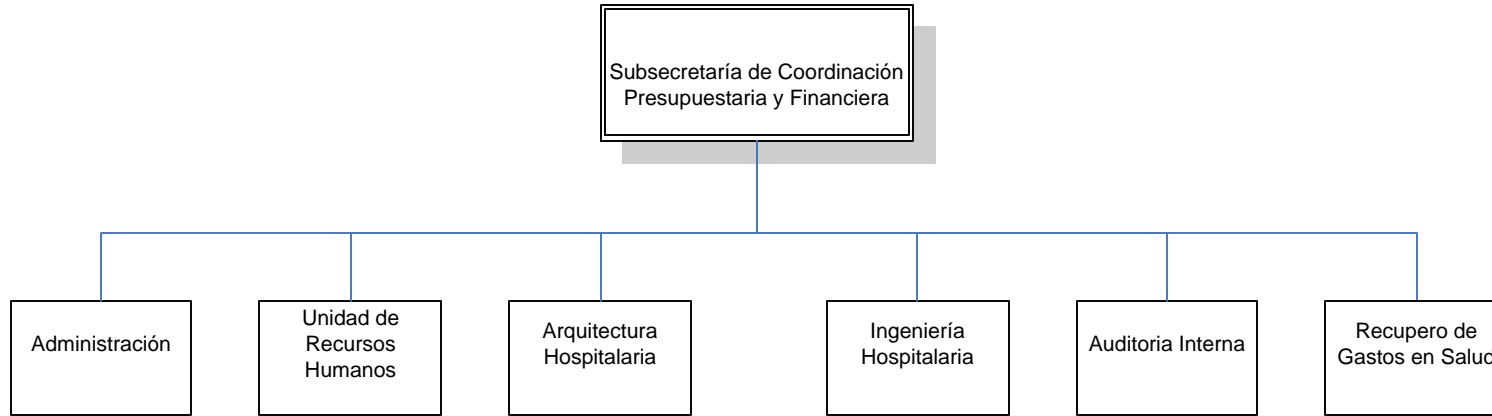 Subsecretaría de Coordinación
Presupuestaria y Financiera
Administración
Unidad de
Recursos
Humanos
Arquitectura
Hospitalaria
Ingeniería
Hospitalaria
Auditoria Interna
Recupero de
Gastos en Salud